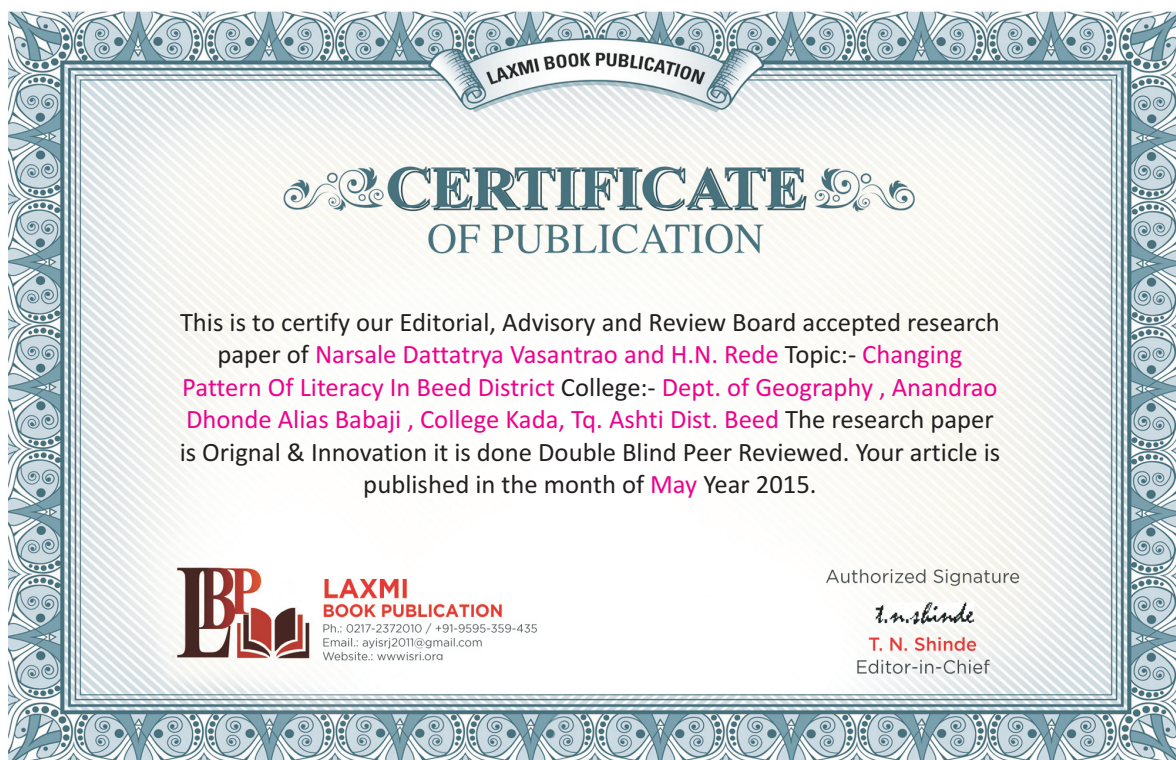 LAXMI BOOK PUBLICATION
CERTIFICATE
OF PUBLICATION
This is to certify our Editorial, Advisory and Review Board accepted research
paper of Narsale Dattatrya Vasantrao and H.N. Rede Topic:- Changing
Pattern Of Literacy In Beed District College:- Dept. of Geography , Anandrao
Dhonde Alias Babaji , College Kada, Tq. Ashti Dist. Beed The research paper
is Orignal & Innovation it is done Double Blind Peer Reviewed. Your article is
published in the month of May Year 2015.
LBP
LAXMI
BOOK PUBLICATION
Ph.: 0217-2372010 / +91-9595-359-435
Email.: ayisrj2011@gmail.com
Website.: wwwisri.org
Authorized Signature
t.n.shinde
T. N. Shinde
Editor-in-Chief